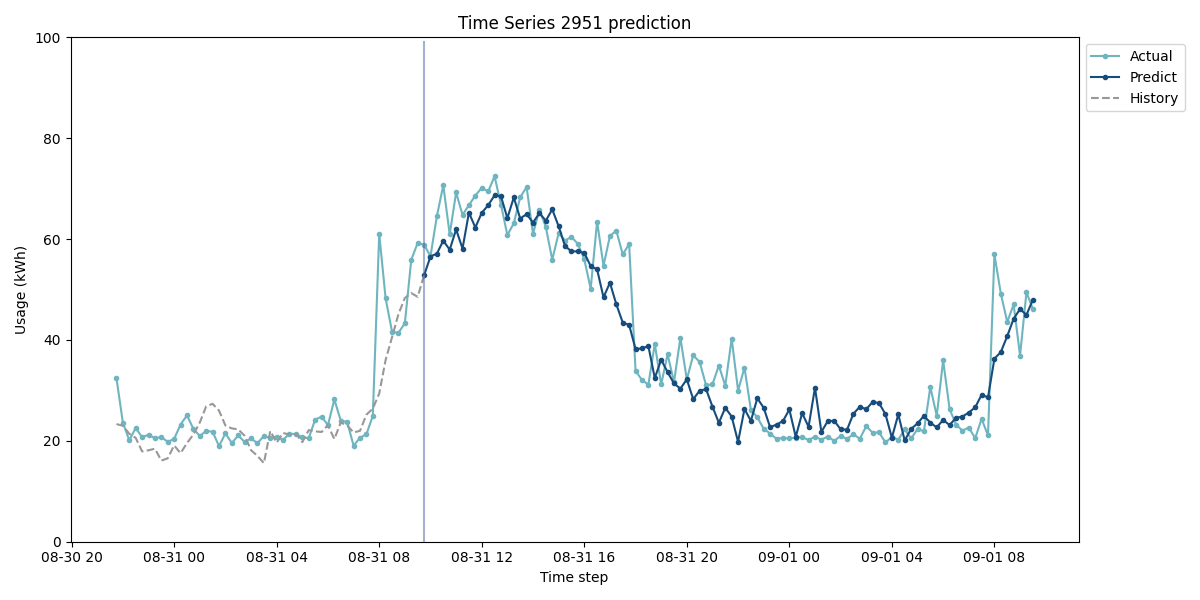 Time Series 2951 prediction
100
80
60
40
20
0
Usage (kWh)
08-30 20
08-31 00
08-31 04
08-31 08
08-31 12
08-31 16
08-31 20
09-01 00
09-01 04
09-01 08
Time step
Actual
Predict
History